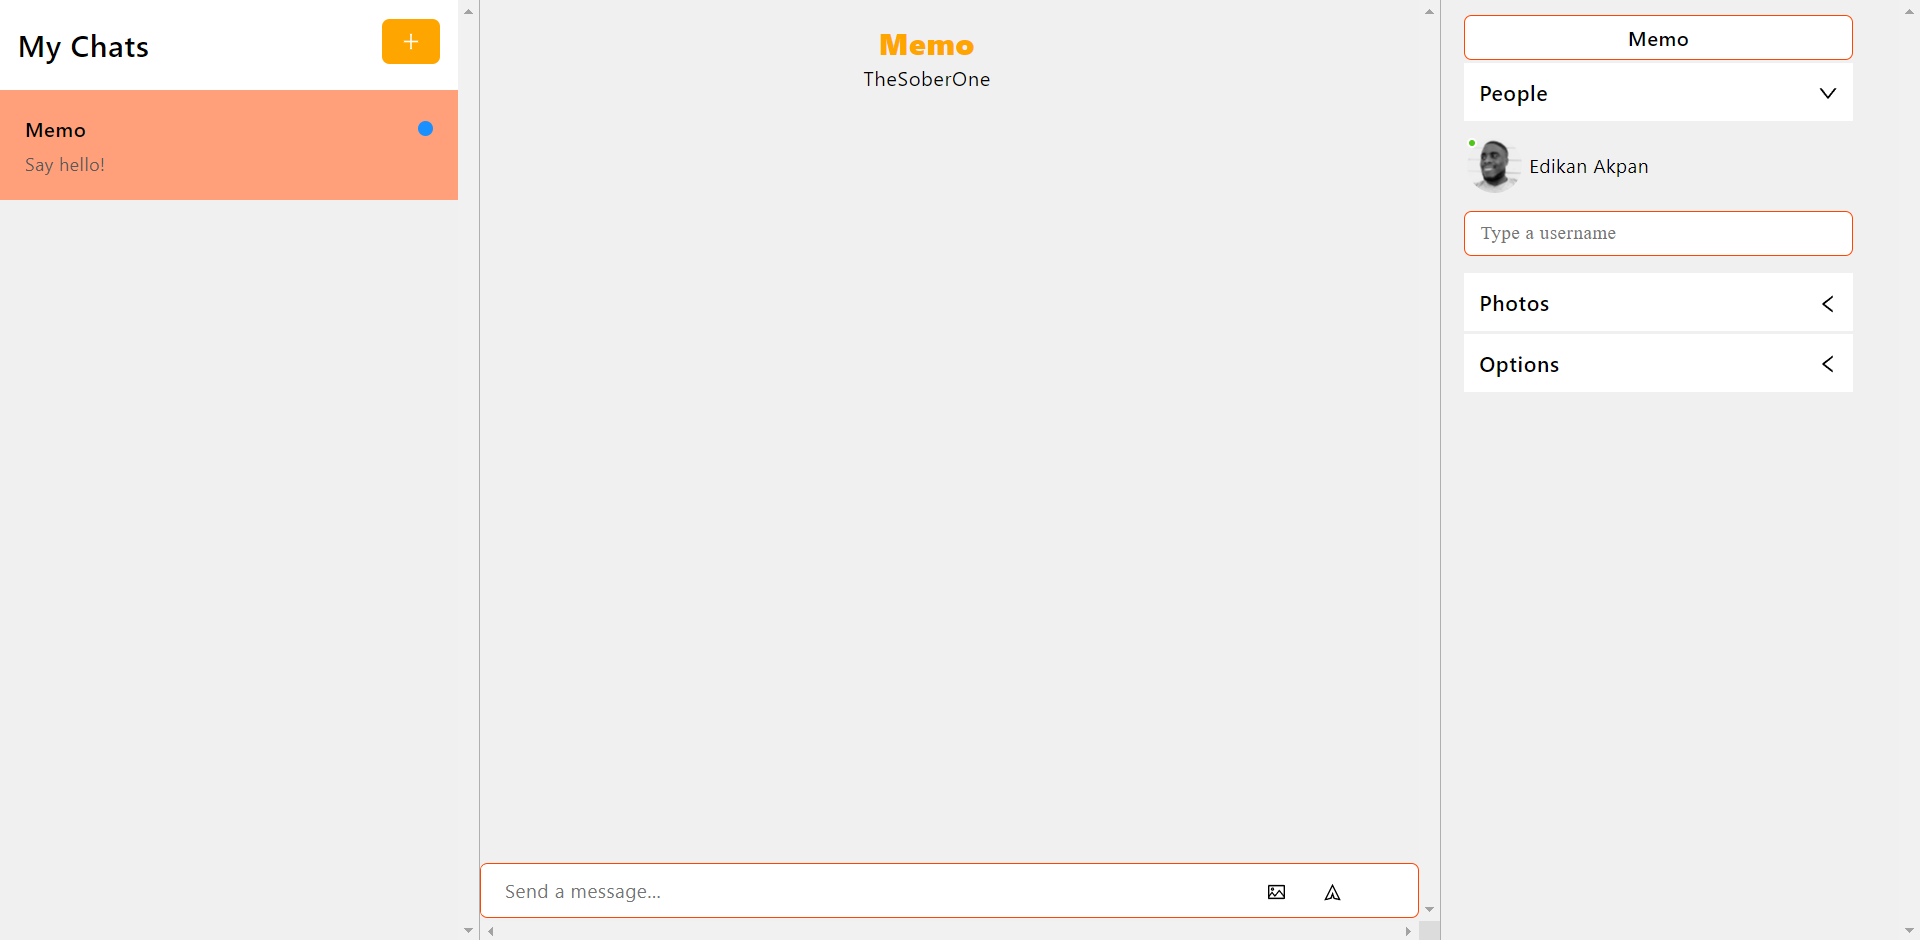 My Chats
+
Memo
Say hello!
Memo
TheSoberOne
Send a message...
Memo
People
Edikan Akpan
Type a username
Photos
Options